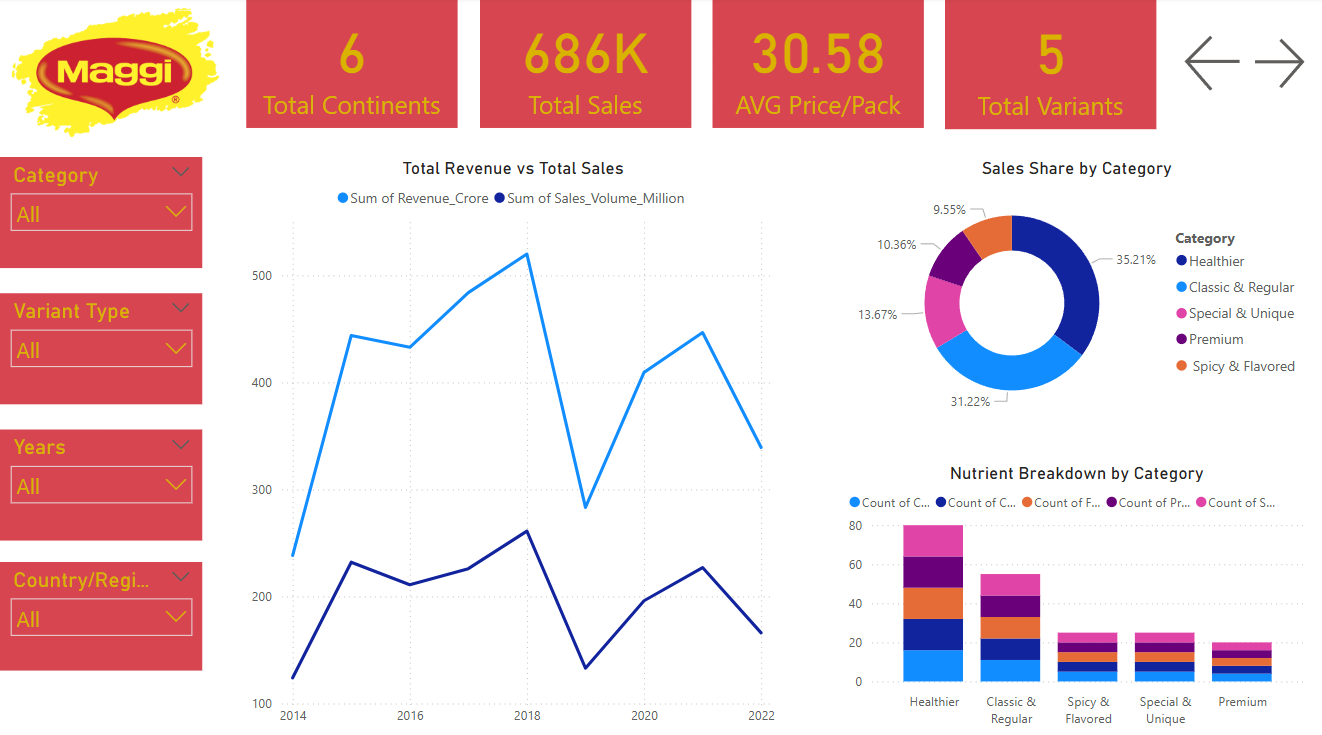 Maggi
®
6
Total Continents
686K
Total Sales
30.58
AVG Price/Pack
5
Total Variants
Category
All
Variant Type
All
Years
All
Country/Regi...
All
Total Revenue vs Total Sales
Sum of Revenue_Crore Sum of Sales_Volume_Million
500
400
300
200
100
2014 2016 2018 2020 2022
Sales Share by Category
9.55%
10.36%
13.67%
31.22%
35.21%
Category
Healthier
Classic & Regular
Special & Unique
Premium
Spicy & Flavored
Nutrient Breakdown by Category
Count of C... Count of C... Count of F... Count of Pr... Count of S...
80
60
40
20
0
Healthier
Classic &
Regular
Spicy &
Flavored
Special &
Unique
Premium